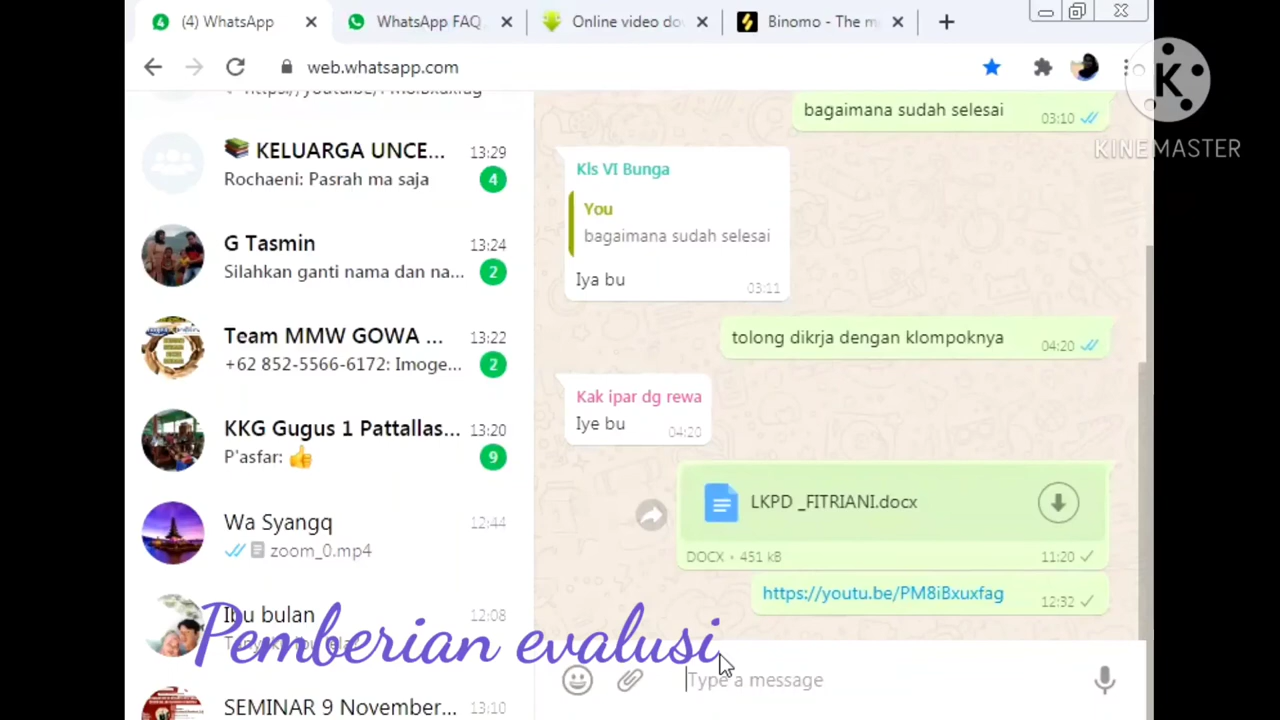 (4) WhatsApp
WhatsApp FAQ
Online video do
Binomo - The m
web.whatsapp.com
K
KINEMASTER
https://youtu.be/PM8iBxuxfag
📚 KELUARGA UNCE... 13:29
Rochaeni: Pasrah ma saja 4
G Tasmin 13:24
Silahkan ganti nama dan na... 2
Team MMW GOWA ... 13:22
+62 852-5566-6172: Imoge... 2
KKG Gugus 1 Pattallas... 13:20
P'asfar: 👍 9
Wa Syangq 12:44
zoom_0.mp4
Ibu bulan 12:08
SEMINAR 9 November... 13:10
bagaimana sudah selesai
03:10
Kls VI Bunga
You
bagaimana sudah selesai
Iya bu
03:11
tolong dikrja dengan klompoknya
04:20
Kak ipar dg rewa
Iye bu
04:20
LKPD _FITRIANI.docx
DOCX • 451 kB 11:20
https://youtu.be/PM8iBxuxfag
12:32
Pemberian evalusi
Type a message